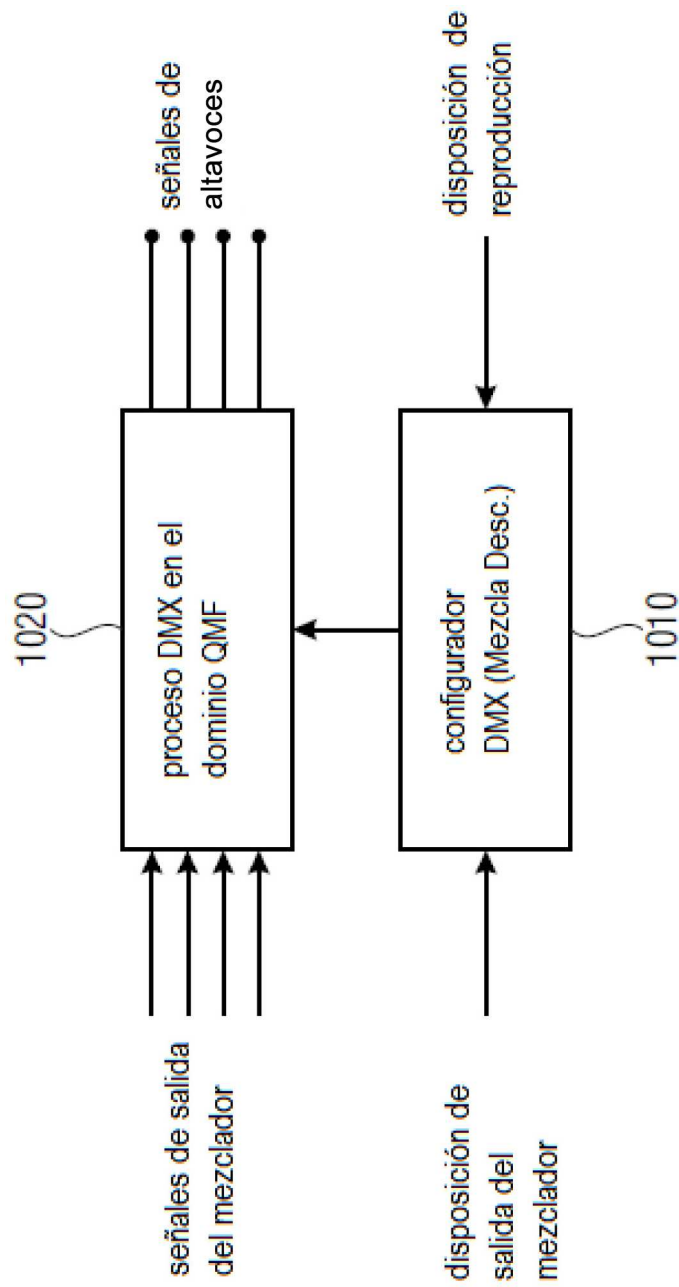 1020
señales de salida
del mezclador
proceso DMX en el
dominio QMF
señales de
altavoces
disposición de
salida del
mezclador
configurador
DMX (Mezcla Desc.)
disposición de
reproducción
1010